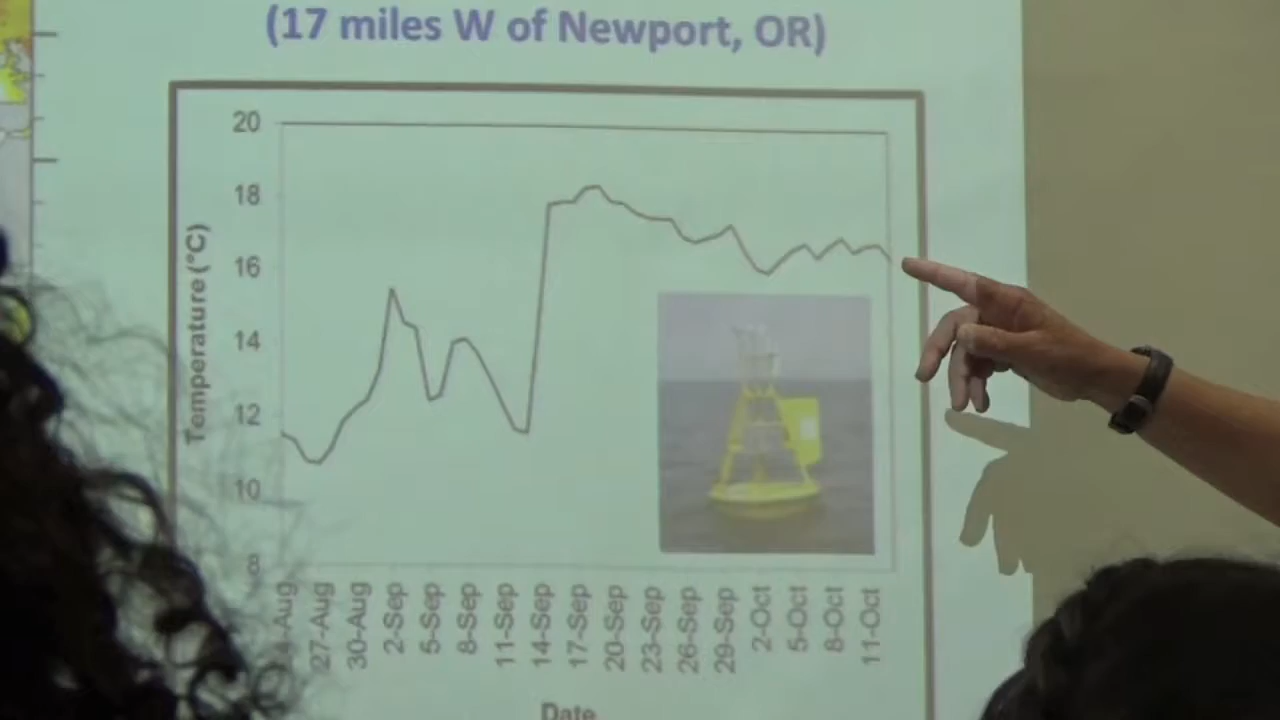 (17 miles W of Newport, OR)
20
18
16
14
12
10
8
Temperature (°C)
24-Aug 27-Aug 30-Aug 2-Sep 5-Sep 8-Sep 11-Sep 14-Sep 17-Sep 20-Sep 23-Sep 26-Sep 29-Sep 2-Oct 5-Oct 8-Oct 11-Oct
Date